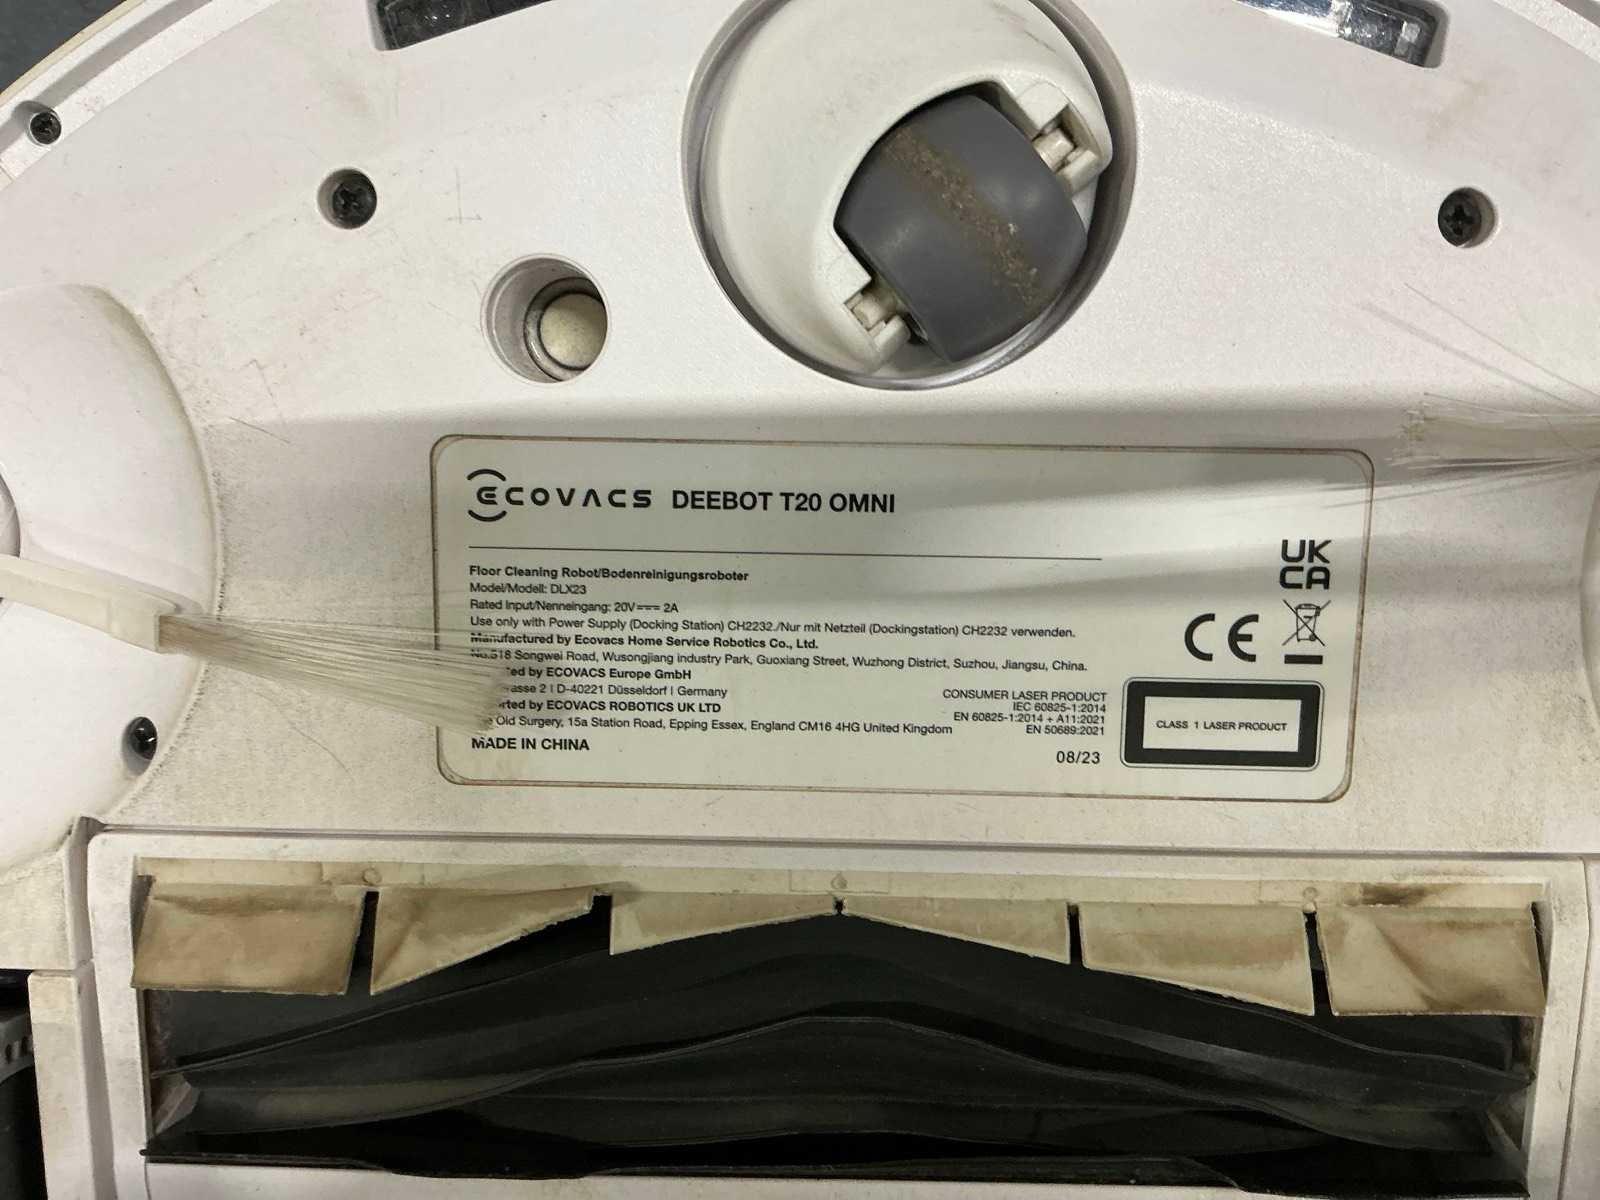 ECOVACS DEEBOT T20 OMNI
Floor Cleaning Robot/Bodenreinigungsroboter
Model/Modell: DLX23
Rated Input/Nenneingang: 20V⎓ 2A
Use only with Power Supply (Docking Station) CH2232./Nur mit Netzteil (Dockingstation) CH2232 verwenden.
Manufactured by Ecovacs Home Service Robotics Co., Ltd.
No.518 Songwei Road, Wusongjiang Industry Park, Guoxiang Street, Wuzhong District, Suzhou, Jiangsu, China.
by ECOVACS Europe GmbH
2 | D-40221 Düsseldorf | Germany
by ECOVACS ROBOTICS UK LTD
Old Surgery, 15a Station Road, Epping Essex, England CM16 4HG United Kingdom
MADE IN CHINA
CONSUMER LASER PRODUCT
IEC 60825-1:2014
EN 60825-1:2014 + A11:2021
EN 50689:2021
08/23
UK
CA
CE
CLASS 1 LASER PRODUCT